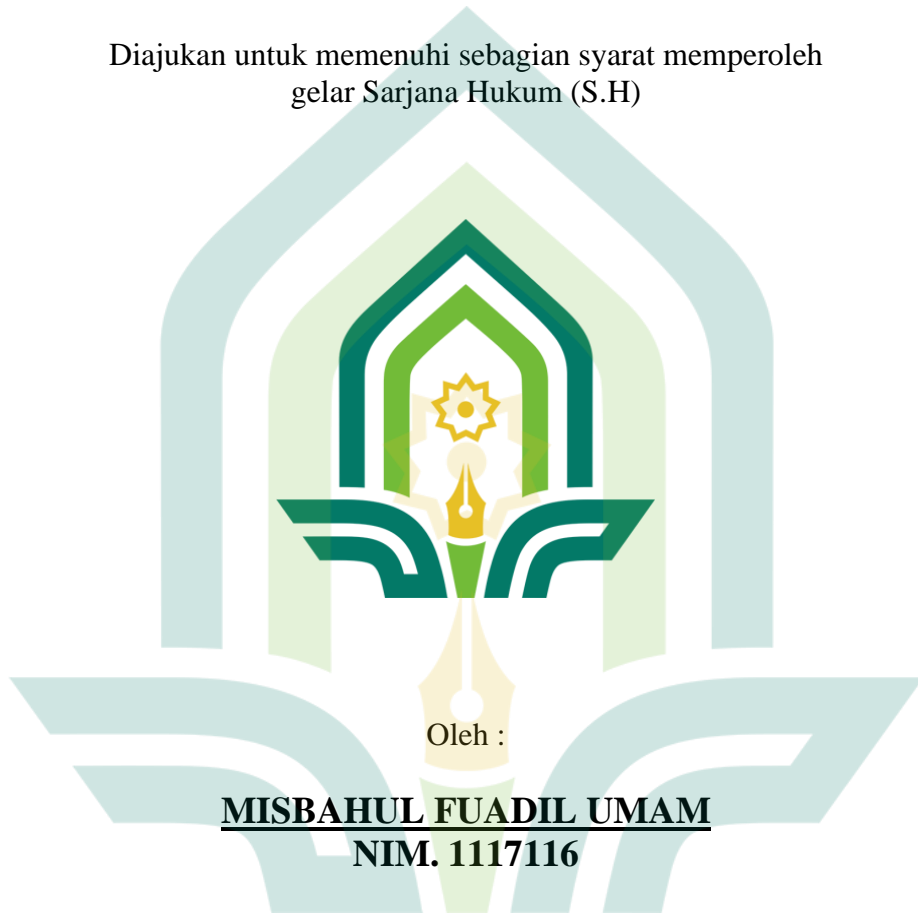 Diajukan untuk memenuhi sebagian syarat memperoleh
gelar Sarjana Hukum (S.H)
Oleh :
MISBAHUL FUADIL UMAM
NIM. 1117116